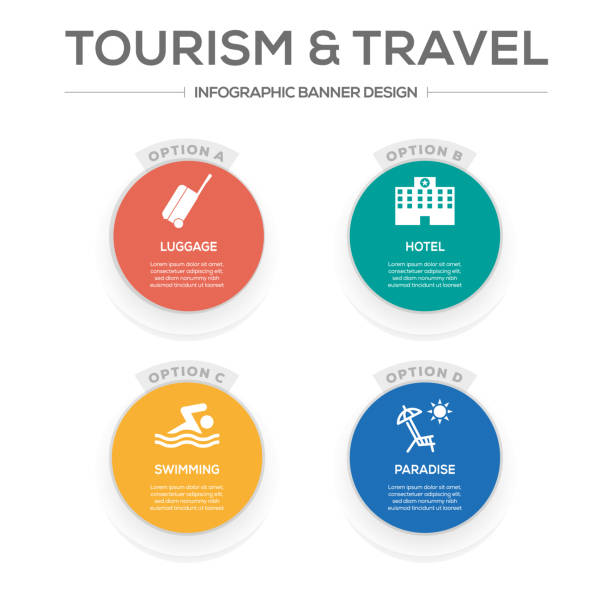 TOURISM & TRAVEL
INFOGRAPHIC BANNER DESIGN
OPTION A
LUGGAGE
Lorem ipsum dolor sit amet,
consectetuer adipiscing elit,
sed diam nonummy nibh
euismod tincidunt ut laoreet
OPTION B
HOTEL
Lorem ipsum dolor sit amet,
consectetuer adipiscing elit,
sed diam nonummy nibh
euismod tincidunt ut laoreet
OPTION C
SWIMMING
Lorem ipsum dolor sit amet,
consectetuer adipiscing elit,
sed diam nonummy nibh
euismod tincidunt ut laoreet
OPTION D
PARADISE
Lorem ipsum dolor sit amet,
consectetuer adipiscing elit,
sed diam nonummy nibh
euismod tincidunt ut laoreet